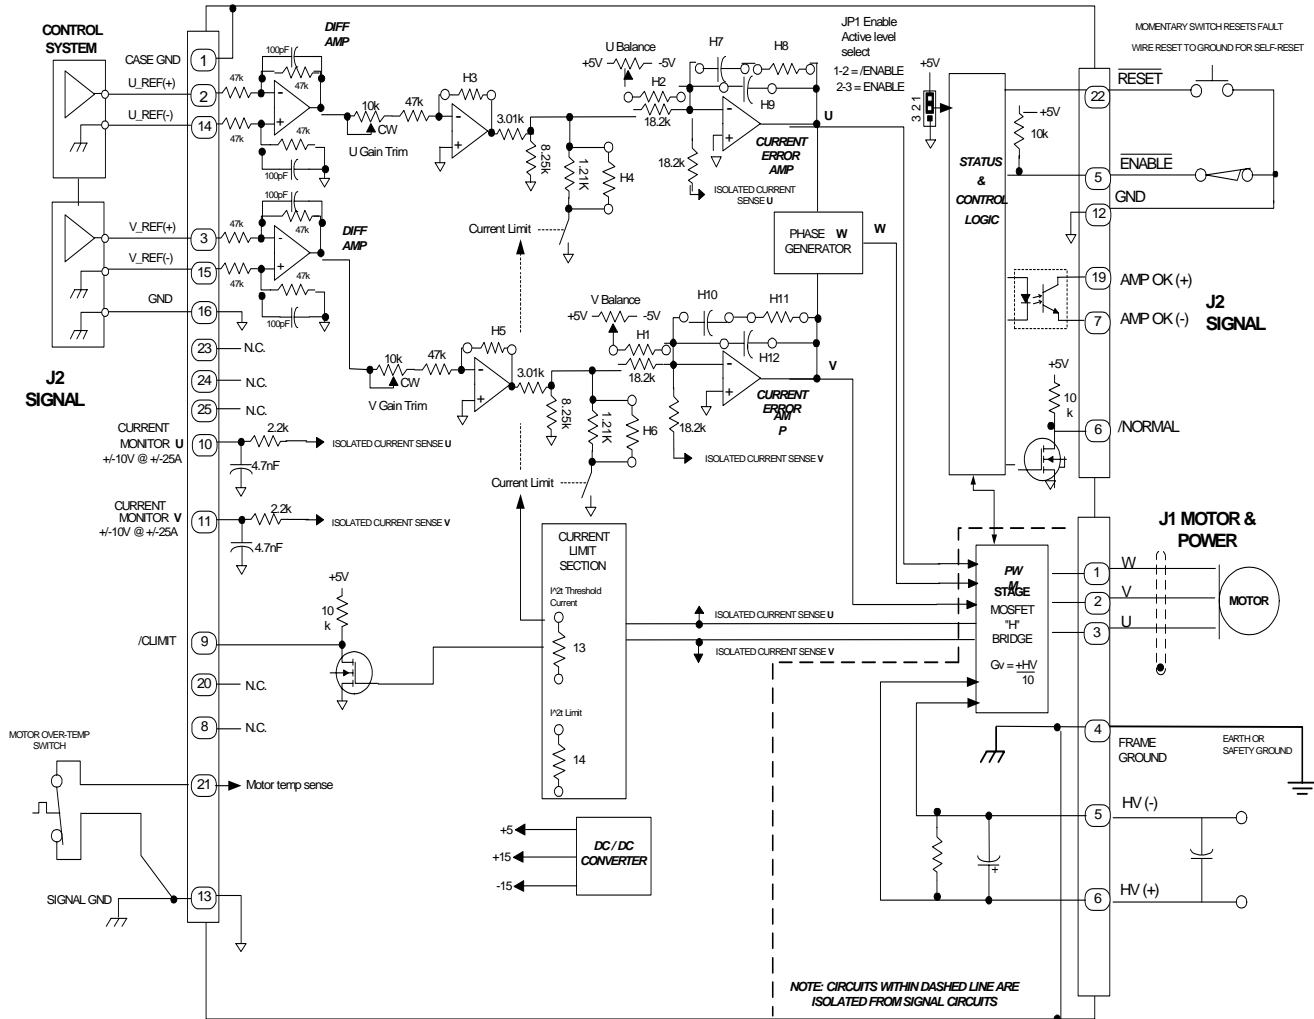 CONTROL
SYSTEM
CASE GND
1
U_REF(+)
2
U_REF(-)
14
V_REF(+)
3
V_REF(-)
15
GND
16
23
N.C.
24
N.C.
25
N.C.
J2
SIGNAL
CURRENT
MONITOR U
+/-10V @ +/-25A
10
2.2k
ISOLATED CURRENT SENSE U
4.7nF
CURRENT
MONITOR V
+/-10V @ +/-25A
11
2.2k
ISOLATED CURRENT SENSE V
4.7nF
+5V
10
k
/CLIMIT
9
20
N.C.
8
N.C.
MOTOR OVER-TEMP
SWITCH
21
Motor temp sense
SIGNAL GND
13
DIFF
AMP
100pF
47k
47k
-
+
47k
47k
100pF
10k
CW
U Gain Trim
47k
H3
-
+
3.01k
8.25k
1.21K
H4
Current Limit
U Balance
+5V
-5V
H2
18.2k
H7
H8
H9
-
+
18.2k
ISOLATED CURRENT
SENSE U
CURRENT
ERROR
AMP
U
100pF
47k
47k
-
+
47k
47k
100pF
DIFF
AMP
10k
CW
V Gain Trim
47k
H5
-
+
3.01k
8.25k
1.21K
H6
Current Limit
V Balance
+5V
-5V
H1
18.2k
H10
H11
H12
-
+
18.2k
ISOLATED CURRENT SENSE V
CURRENT
ERROR
AM
P
V
PHASE W
GENERATOR
W
JP1 Enable
Active level
select
1-2 = /ENABLE
2-3 = ENABLE
+5V
3 2 1
STATUS
&
CONTROL
LOGIC
+5V
10k
MOMENTARY SWITCH RESETS FAULT
WIRE RESET TO GROUND FOR SELF-RESET
RESET
22
ENABLE
5
GND
12
19
AMP OK (+)
7
AMP OK (-)
J2
SIGNAL
+5V
10
k
6
/NORMAL
CURRENT
LIMIT
SECTION
I^2t Threshold
Current
13
I^2t Limit
14
ISOLATED CURRENT SENSE U
ISOLATED CURRENT SENSE V
+5
+15
-15
DC / DC
CONVERTER
PW
M
STAGE
MOSFET
"H"
BRIDGE
Gv = +HV
10
J1 MOTOR &
POWER
1
W
2
V
3
U
MOTOR
4
FRAME
GROUND
EARTH OR
SAFETY GROUND
5
HV (-)
+
6
HV (+)
NOTE: CIRCUITS WITHIN DASHED LINE ARE
ISOLATED FROM SIGNAL CIRCUITS